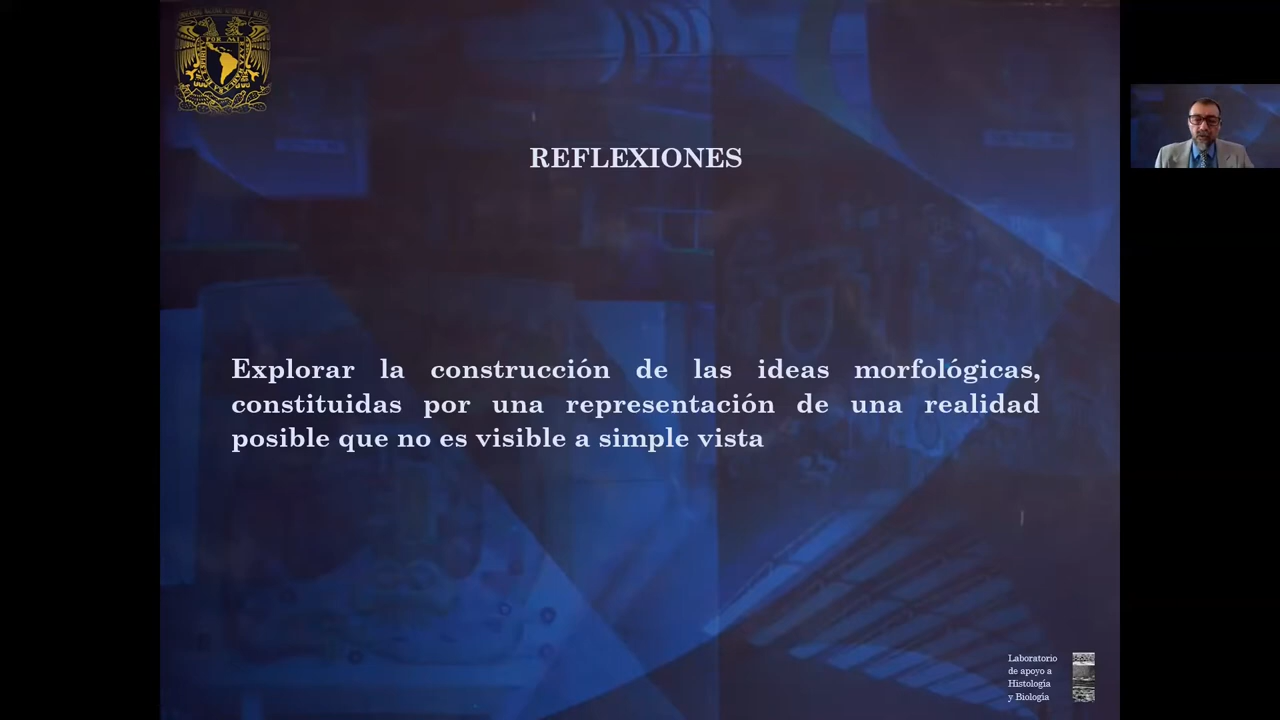 REFLEXIONES
Explorar la construcción de las ideas morfológicas,
constituidas por una representación de una realidad
posible que no es visible a simple vista
Laboratorio
de apoyo a
Histología
y Biología